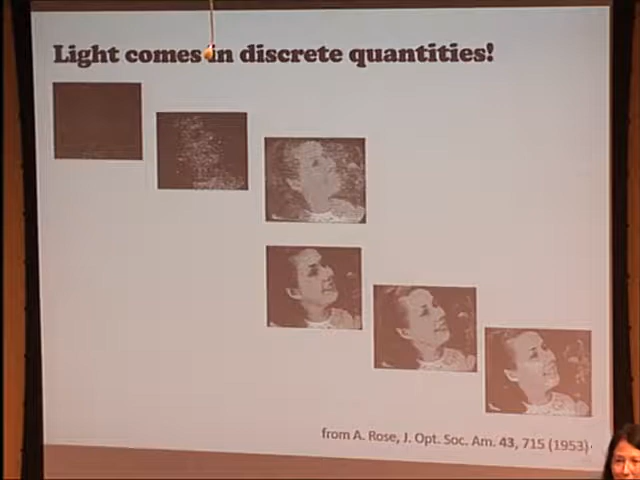 Light comes in discrete quantities!
from A. Rose, J. Opt. Soc. Am. 43, 715 (1953)